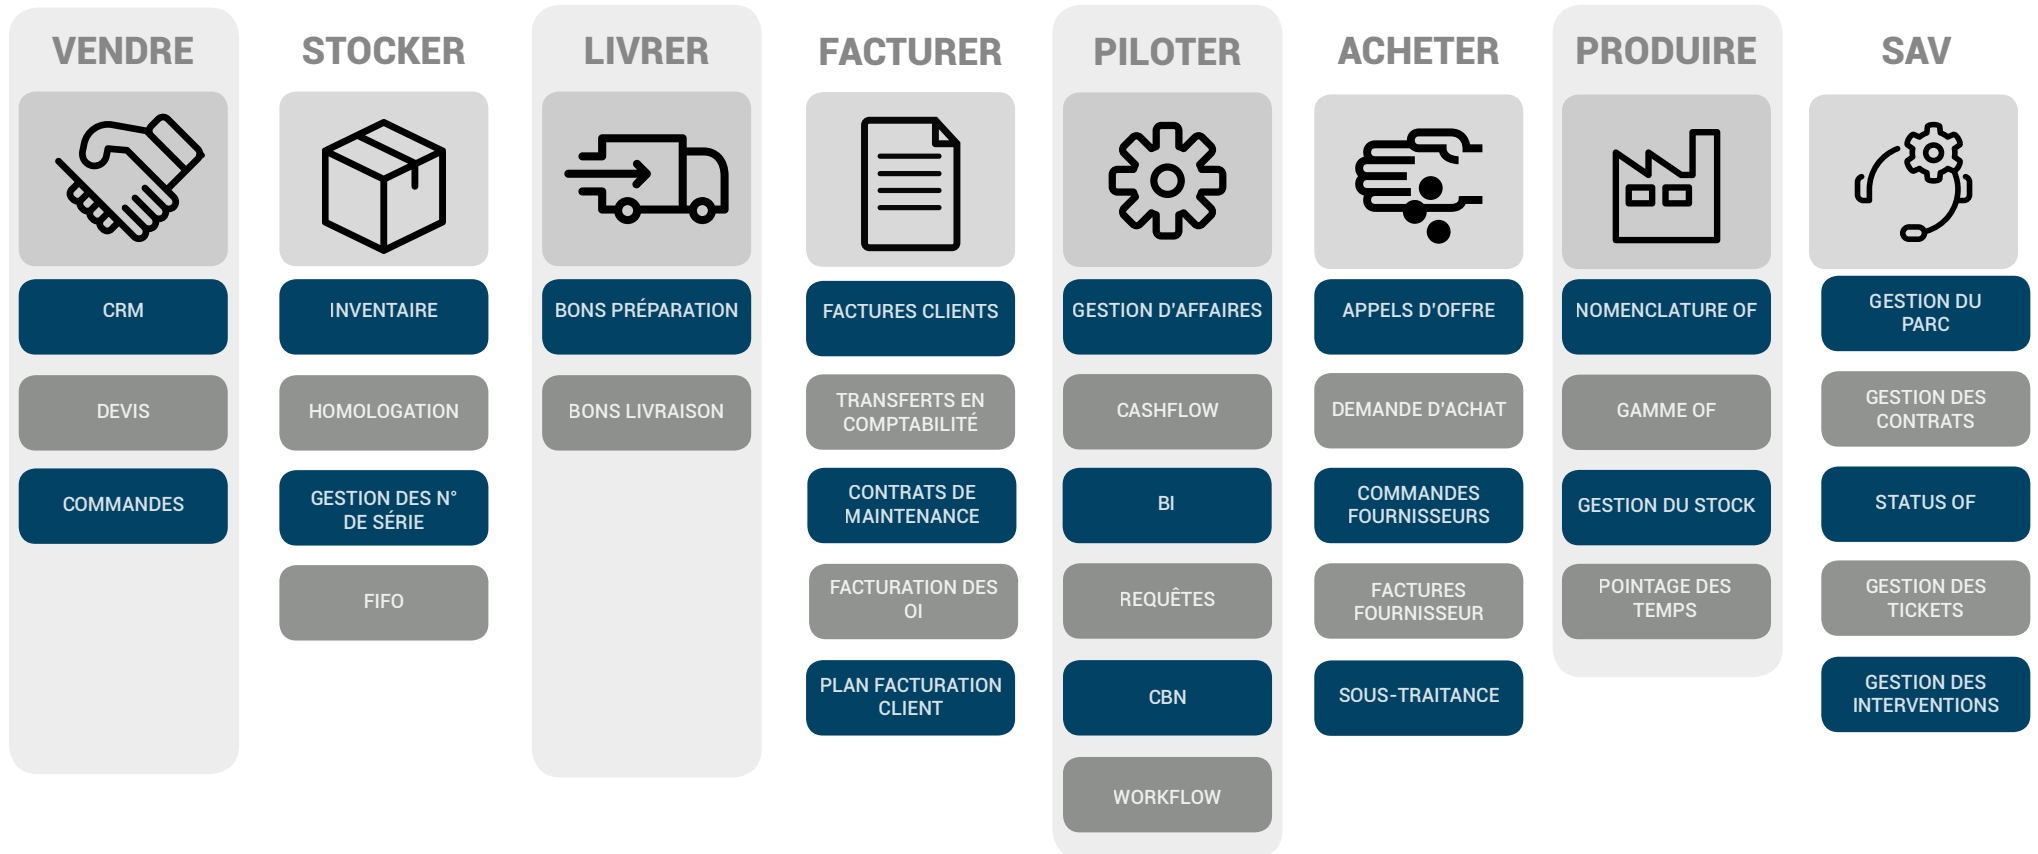 VENDRE
CRM
DEVIS
COMMANDES
STOCKER
INVENTAIRE
HOMOLOGATION
GESTION DES N°
DE SÉRIE
FIFO
LIVRER
BONS PRÉPARATION
BONS LIVRAISON
FACTURER
FACTURES CLIENTS
TRANSFERTS EN
COMPTABILITÉ
CONTRATS DE
MAINTENANCE
FACTURATION DES
OI
PLAN FACTURATION
CLIENT
PILOTER
GESTION D'AFFAIRES
CASHFLOW
BI
REQUÊTES
CBN
WORKFLOW
ACHETER
APPELS D'OFFRE
DEMANDE D'ACHAT
COMMANDES
FOURNISSEURS
FACTURES
FOURNISSEUR
SOUS-TRAITANCE
PRODUIRE
NOMENCLATURE OF
GAMME OF
GESTION DU STOCK
POINTAGE DES
TEMPS
SAV
GESTION DU
PARC
GESTION DES
CONTRATS
STATUS OF
GESTION DES
TICKETS
GESTION DES
INTERVENTIONS